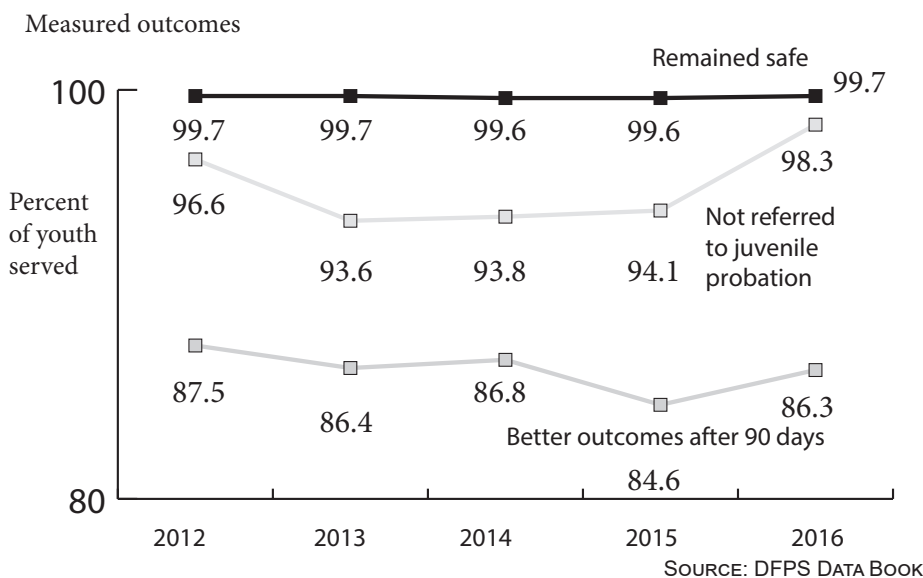 Measured outcomes
Remained safe
100
99.7
99.7
99.7
99.6
99.6
98.3
96.6
Percent
of youth
served
Not referred
to juvenile
probation
93.6
93.8
94.1
87.5
86.4
86.8
86.3
Better outcomes after 90 days
84.6
80
2012
2013
2014
2015
2016
SOURCE: DFPS DATA BOOK